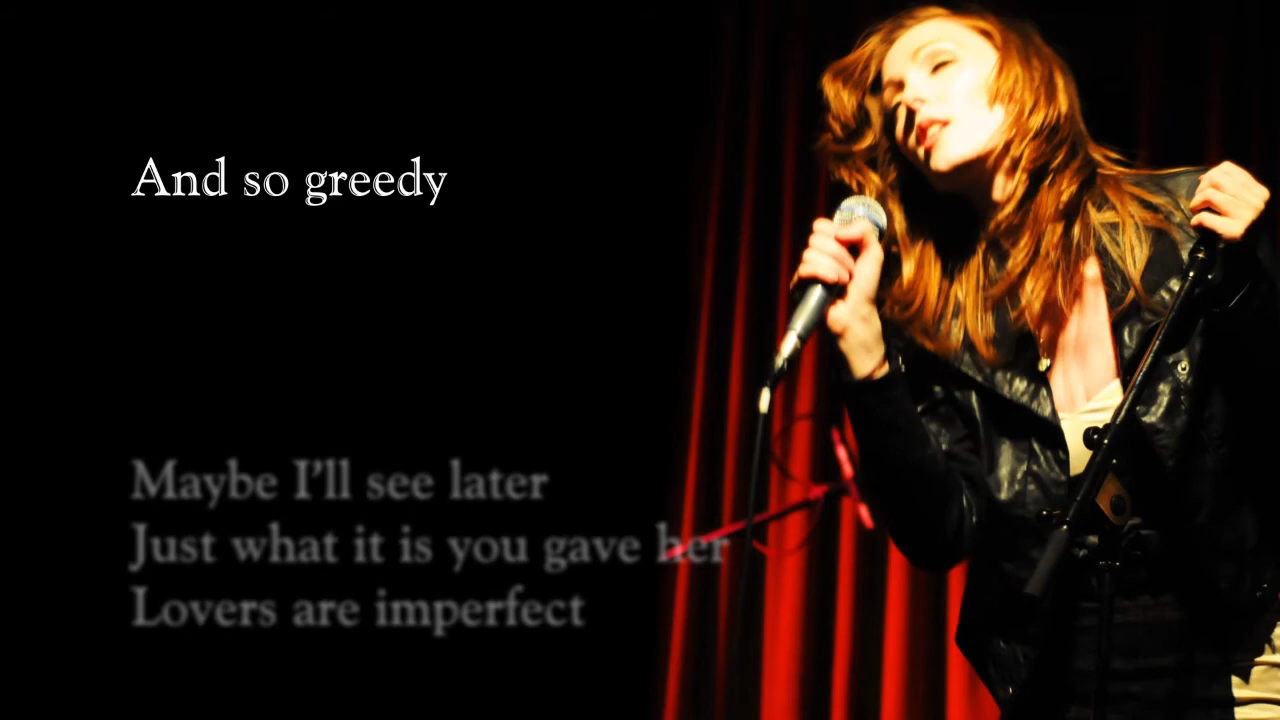 And so greedy
Maybe I'll see later
Just what it is you gave her
Lovers are imperfect